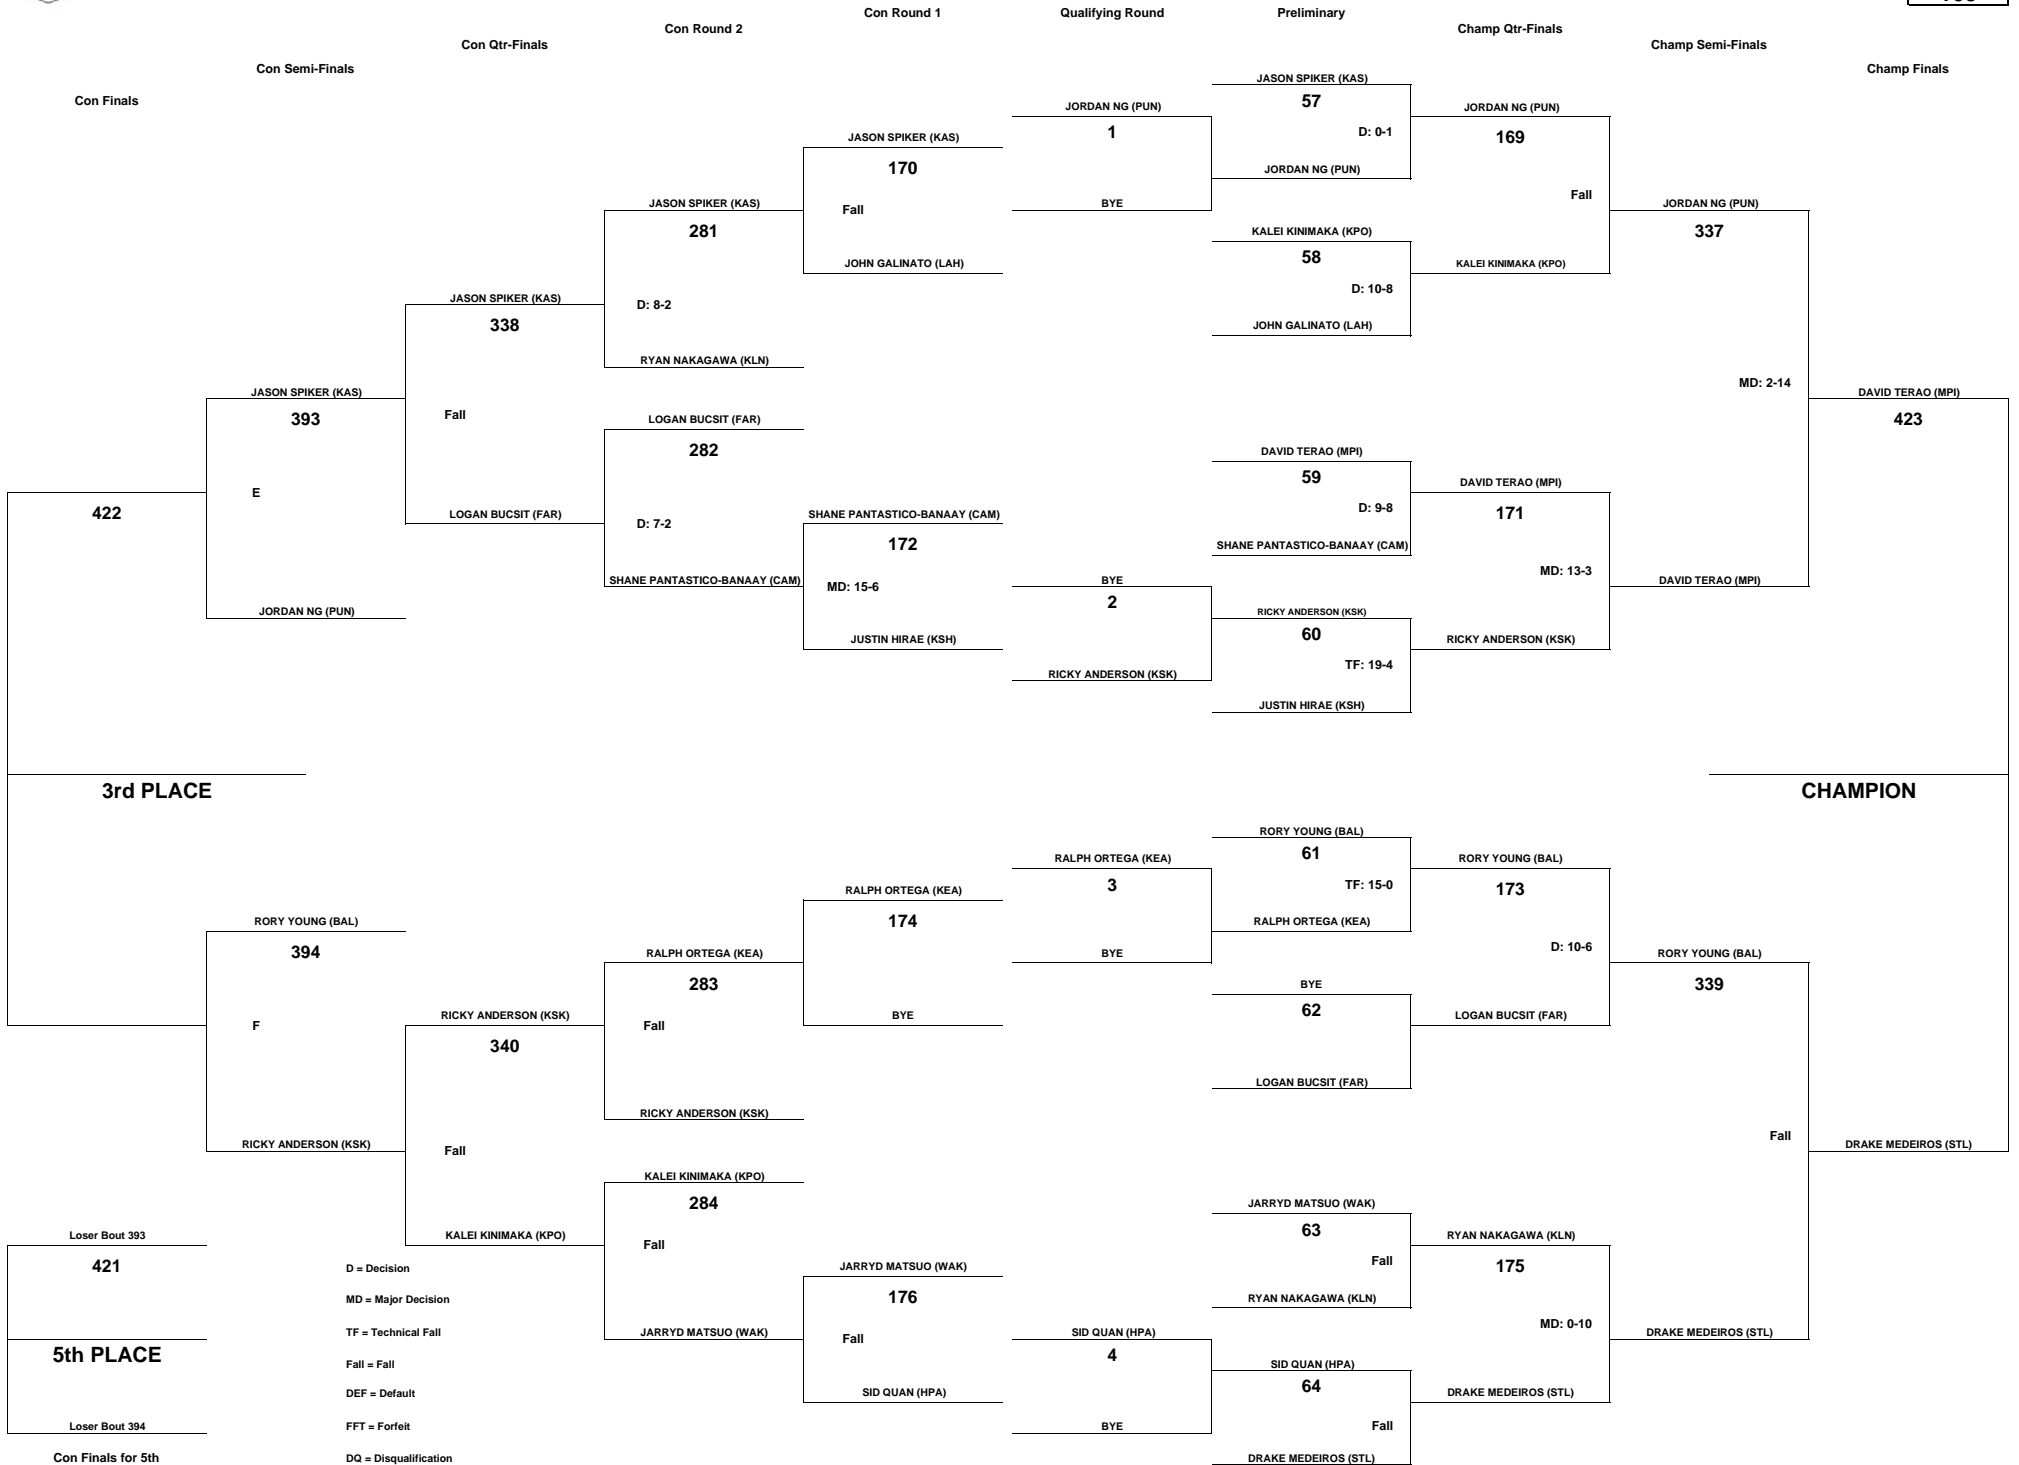 Con Round 1
Qualifying Round
Preliminary
Con Round 2
Champ Qtr-Finals
Con Qtr-Finals
Champ Semi-Finals
Con Semi-Finals
Champ Finals
Con Finals
JASON SPIKER (KAS)
57
D: 0-1
JORDAN NG (PUN)
JORDAN NG (PUN)
1
BYE
JORDAN NG (PUN)
169
Fall
KALEI KINIMAKA (KPO)
JASON SPIKER (KAS)
170
Fall
JOHN GALINATO (LAH)
JASON SPIKER (KAS)
281
D: 8-2
RYAN NAKAGAWA (KLN)
JORDAN NG (PUN)
337
MD: 2-14
DAVID TERAO (MPI)
KALEI KINIMAKA (KPO)
58
D: 10-8
JOHN GALINATO (LAH)
JASON SPIKER (KAS)
338
Fall
LOGAN BUCSIT (FAR)
JASON SPIKER (KAS)
393
E
JORDAN NG (PUN)
LOGAN BUCSIT (FAR)
282
D: 7-2
SHANE PANTASTICO-BANAAY (CAM)
DAVID TERAO (MPI)
423
DRAKE MEDEIROS (STL)
DAVID TERAO (MPI)
59
D: 9-8
SHANE PANTASTICO-BANAAY (CAM)
DAVID TERAO (MPI)
171
MD: 13-3
RICKY ANDERSON (KSK)
422
SHANE PANTASTICO-BANAAY (CAM)
172
MD: 15-6
JUSTIN HIRAE (KSH)
BYE
2
RICKY ANDERSON (KSK)
RICKY ANDERSON (KSK)
60
TF: 19-4
JUSTIN HIRAE (KSH)
3rd PLACE
CHAMPION
RORY YOUNG (BAL)
61
TF: 15-0
RALPH ORTEGA (KEA)
RALPH ORTEGA (KEA)
3
BYE
RORY YOUNG (BAL)
173
D: 10-6
LOGAN BUCSIT (FAR)
RALPH ORTEGA (KEA)
174
BYE
RORY YOUNG (BAL)
394
F
RICKY ANDERSON (KSK)
RALPH ORTEGA (KEA)
283
Fall
RICKY ANDERSON (KSK)
RORY YOUNG (BAL)
339
Fall
DRAKE MEDEIROS (STL)
BYE
62
LOGAN BUCSIT (FAR)
RICKY ANDERSON (KSK)
340
Fall
KALEI KINIMAKA (KPO)
KALEI KINIMAKA (KPO)
284
Fall
JARRYD MATSUO (WAK)
JARRYD MATSUO (WAK)
63
Fall
RYAN NAKAGAWA (KLN)
RYAN NAKAGAWA (KLN)
175
MD: 0-10
DRAKE MEDEIROS (STL)
JARRYD MATSUO (WAK)
176
Fall
SID QUAN (HPA)
SID QUAN (HPA)
4
BYE
SID QUAN (HPA)
64
Fall
DRAKE MEDEIROS (STL)
Loser Bout 393
421
5th PLACE
Loser Bout 394
Con Finals for 5th
D = Decision
MD = Major Decision
TF = Technical Fall
Fall = Fall
DEF = Default
FFT = Forfeit
DQ = Disqualification